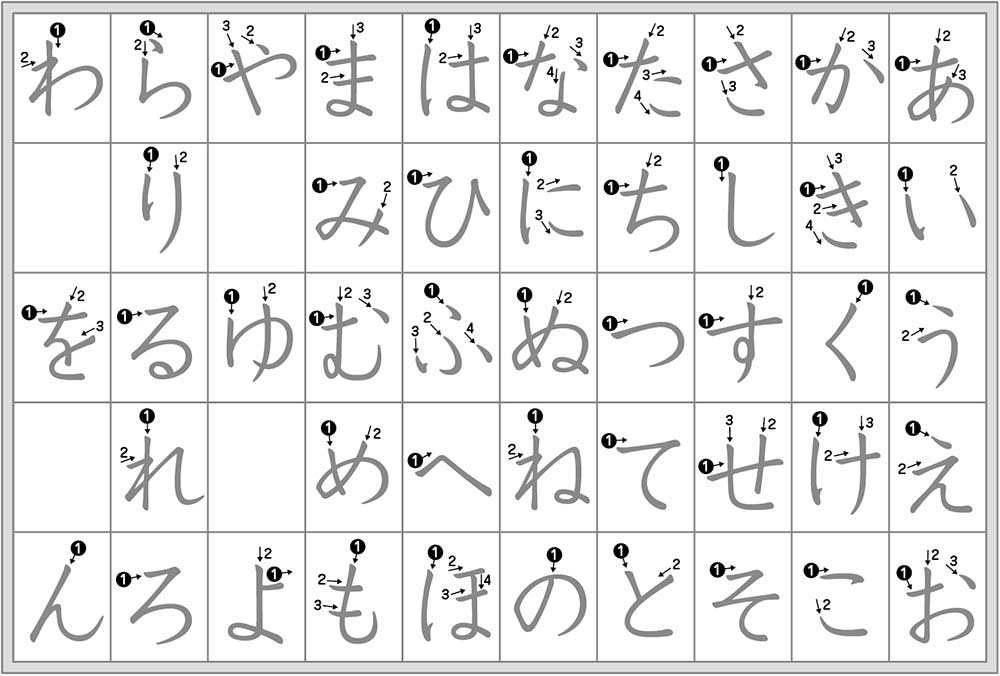 あいうえお
かきくけこ
さしすせそ
たちつてと
なにぬねの
はひふへほ
まみむめも
やゆよ
らりるれろ
わをん